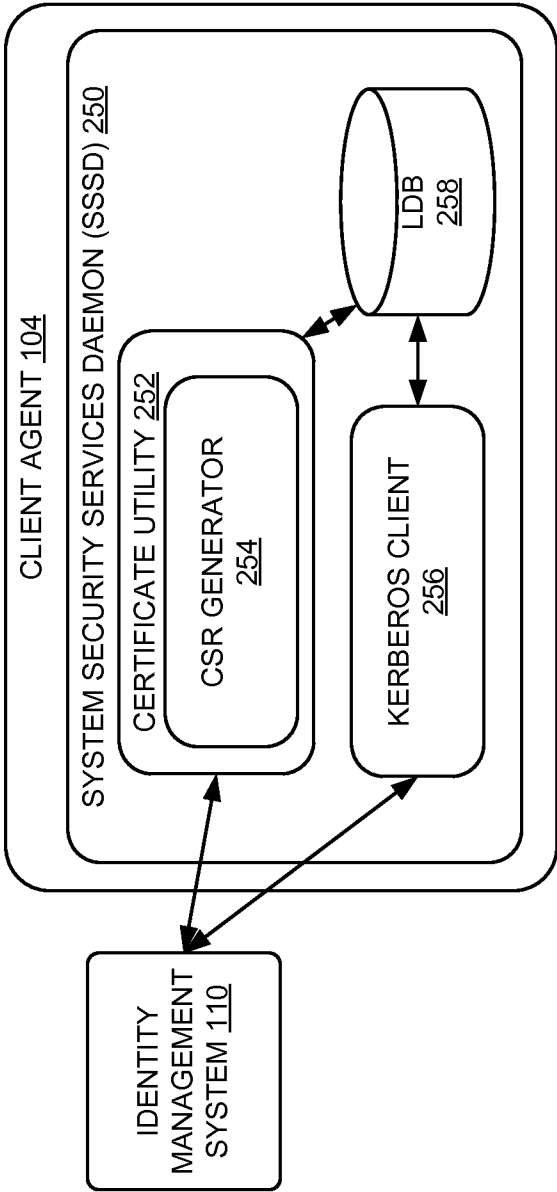 CLIENT AGENT 104
SYSTEM SECURITY SERVICES DAEMON (SSSD) 250
CERTIFICATE UTILITY 252
CSR GENERATOR
254
KERBEROS CLIENT
256
LDB
258
IDENTITY
MANAGEMENT
SYSTEM 110